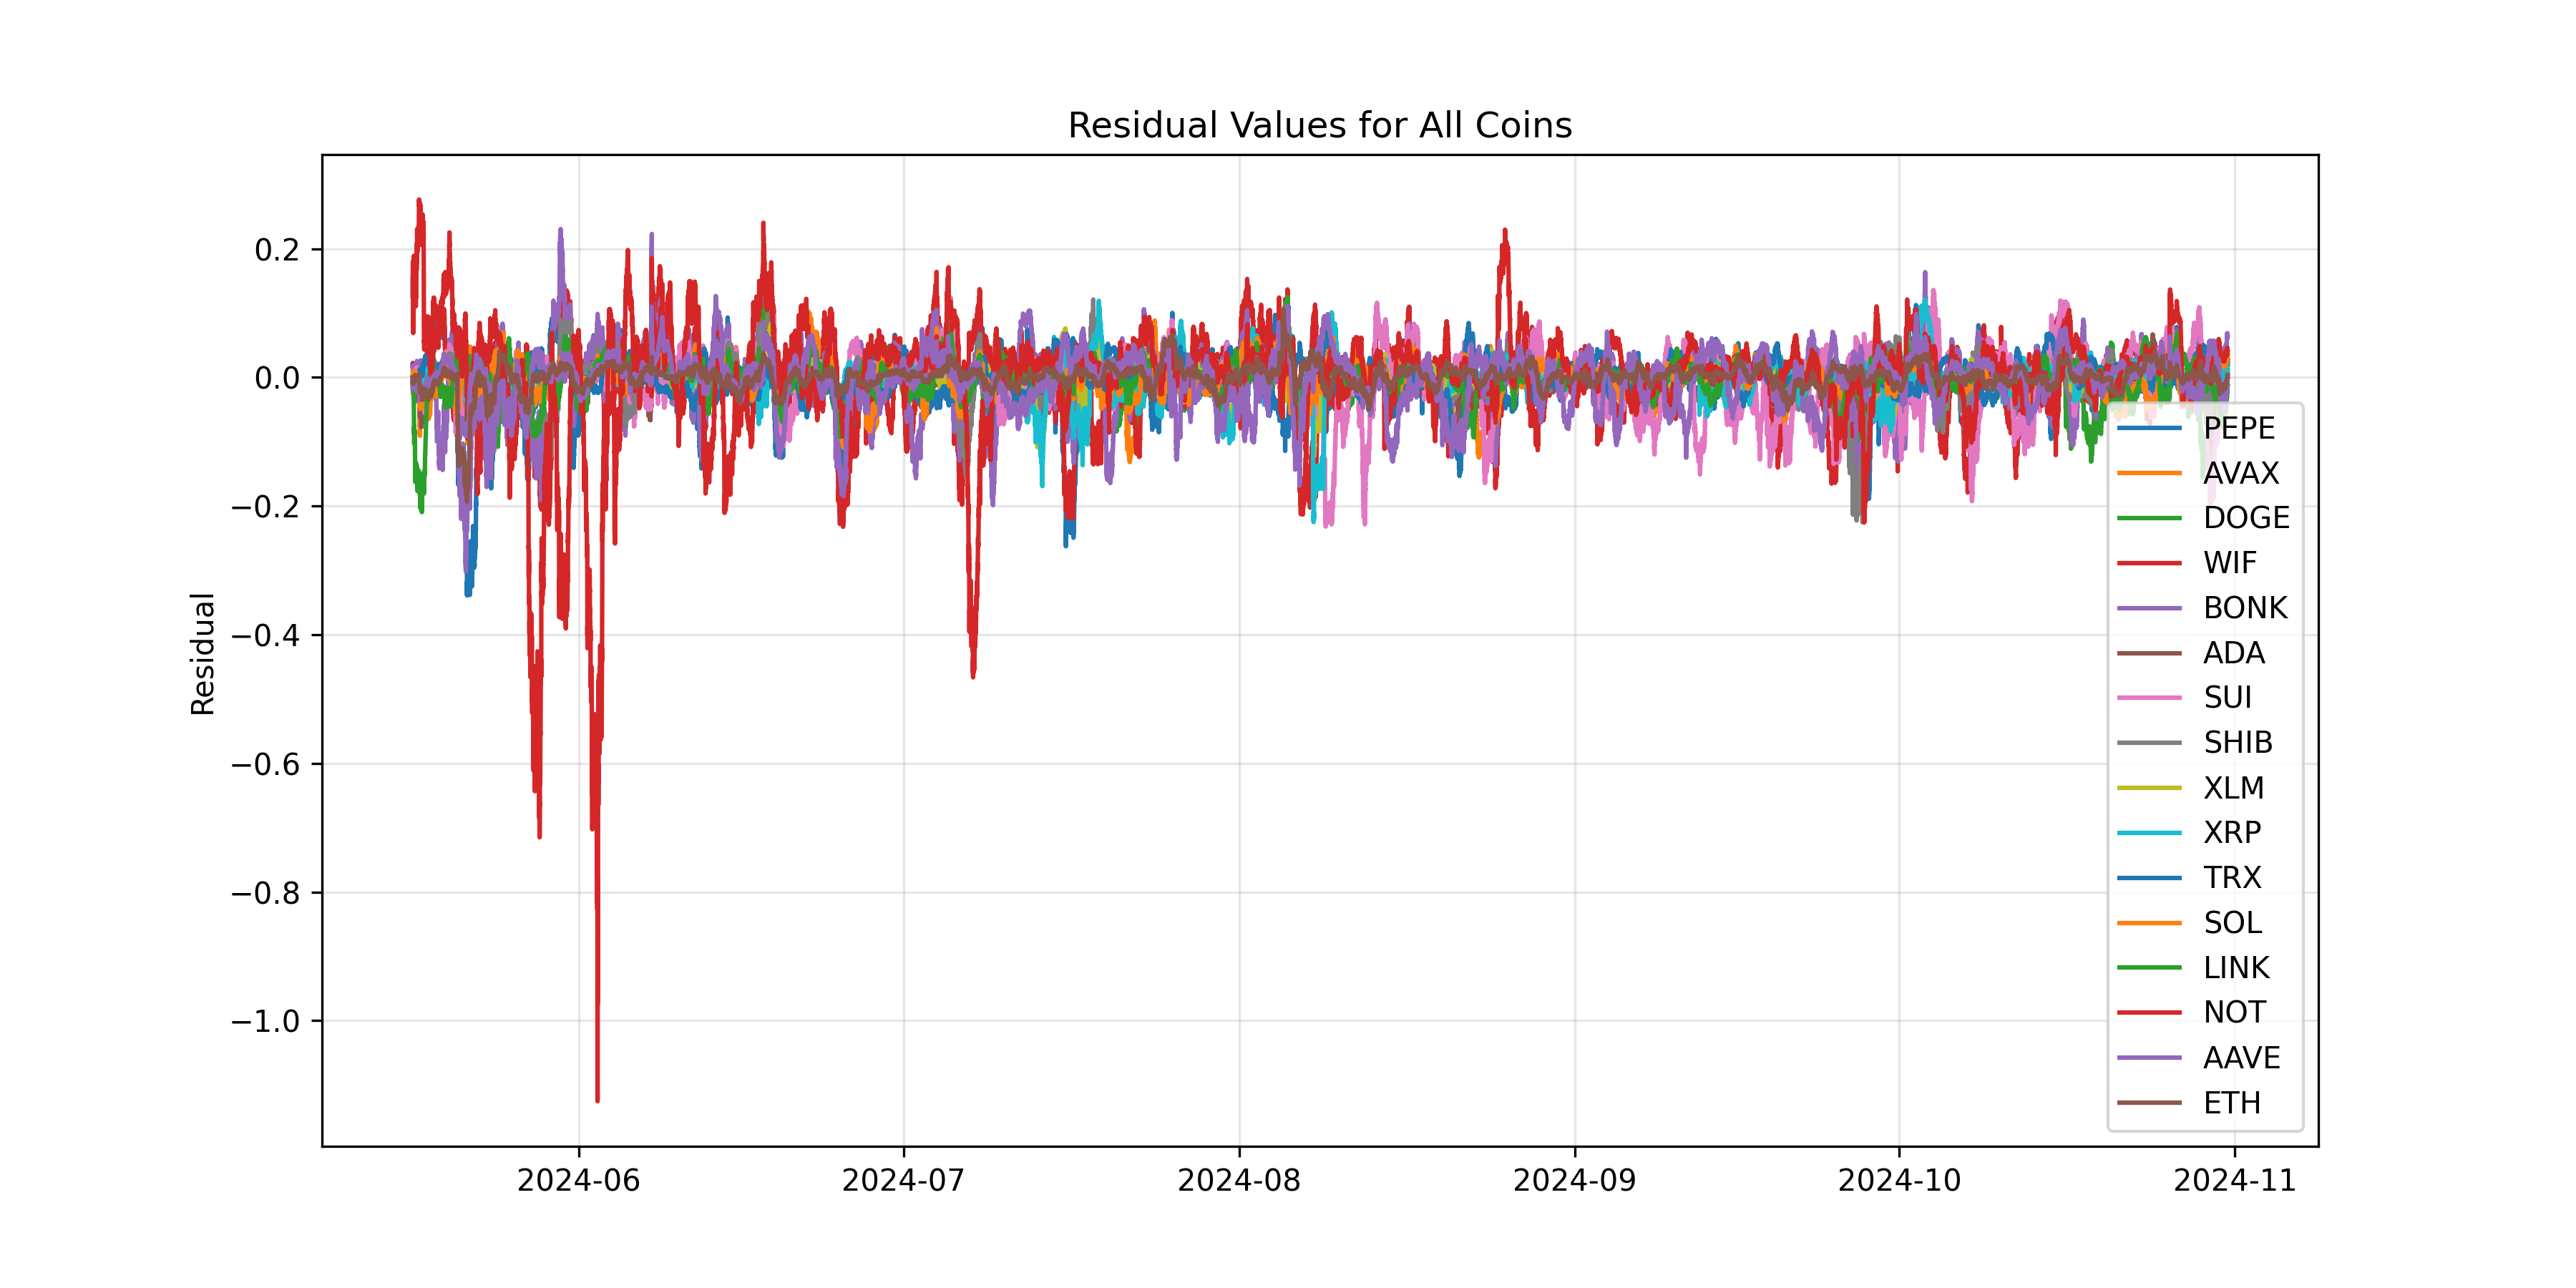 Residual Values for All Coins
Residual
0.2
0.0
−0.2
−0.4
−0.6
−0.8
−1.0
2024-06
2024-07
2024-08
2024-09
2024-10
2024-11
PEPE
AVAX
DOGE
WIF
BONK
ADA
SUI
SHIB
XLM
XRP
TRX
SOL
LINK
NOT
AAVE
ETH